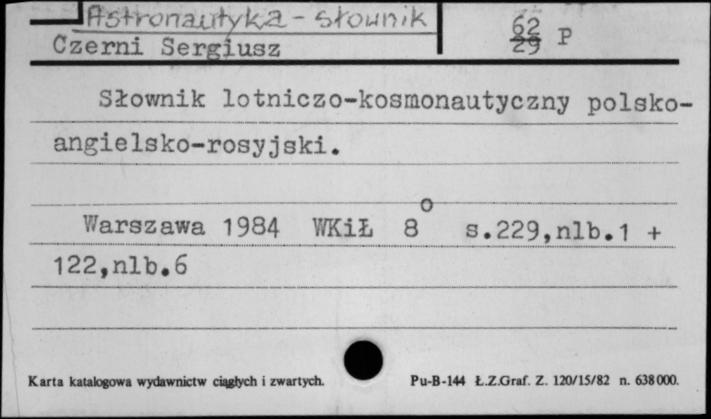 Astronautyka - słownik
Czerni Sergiusz
62
29 P
Słownik lotniczo-kosmonautyczny polsko-
angielsko-rosyjski.
Warszawa 1984 WKiŁ 8° s.229,nlb.1 +
122,nlb.6
Karta katalogowa wydawnictw ciągłych i zwartych. Pu-B-144 Ł.Z.Graf. Z. 120/15/82 n. 638000.